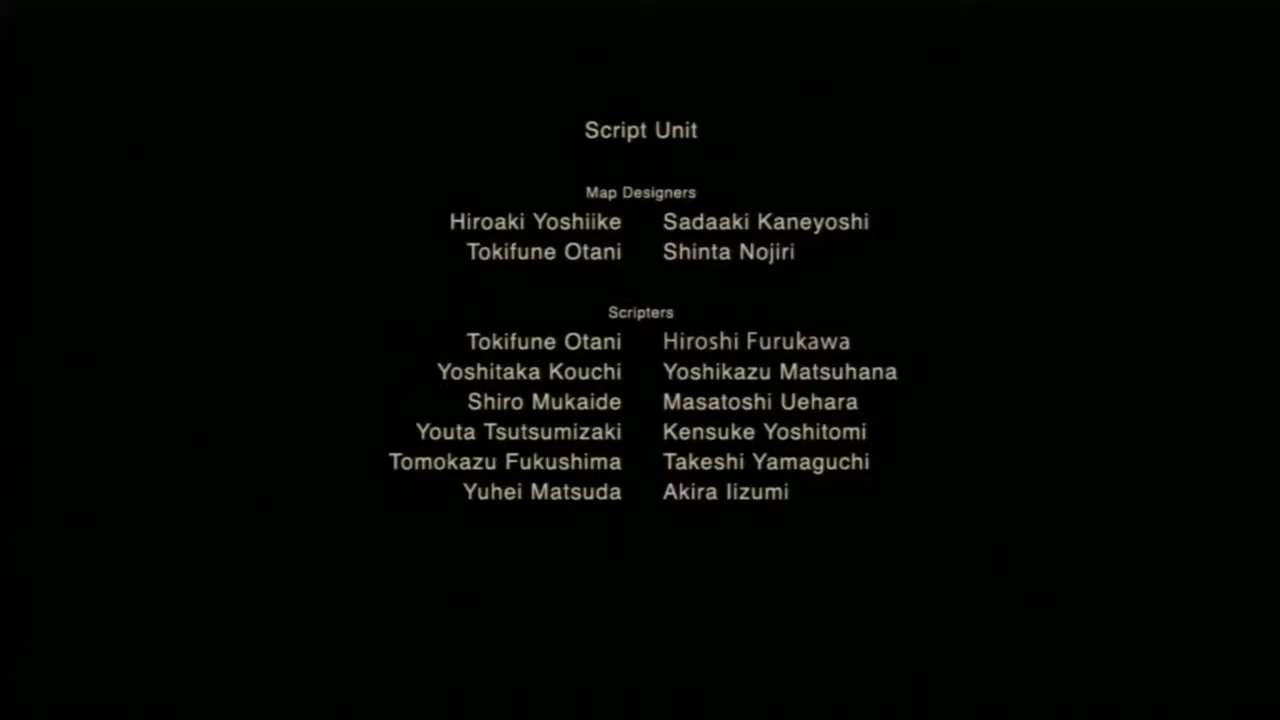 Script Unit
Map Designers
Hiroaki Yoshiike Sadaaki Kaneyoshi
Tokifune Otani Shinta Nojiri
Scripters
Tokifune Otani Hiroshi Furukawa
Yoshitaka Kouchi Yoshikazu Matsuhana
Shiro Mukaide Masatoshi Uehara
Youta Tsutsumizaki Kensuke Yoshitomi
Tomokazu Fukushima Takeshi Yamaguchi
Yuhei Matsuda Akira Iizumi